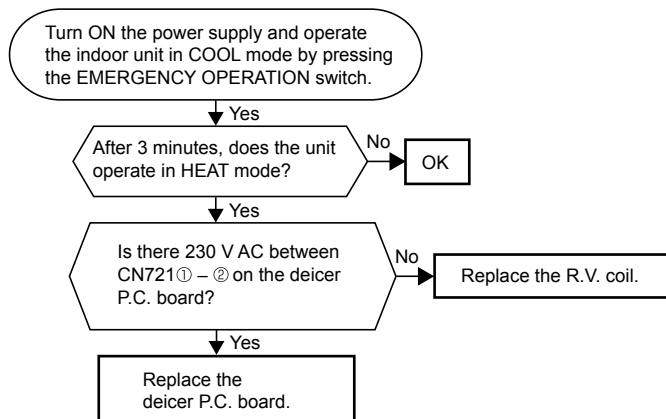 Turn ON the power supply and operate
the indoor unit in COOL mode by pressing
the EMERGENCY OPERATION switch.
Yes
After 3 minutes, does the unit
operate in HEAT mode?
No
OK
Yes
Is there 230 V AC between
CN721① – ② on the deicer
P.C. board?
No
Replace the R.V. coil.
Yes
Replace the
deicer P.C. board.